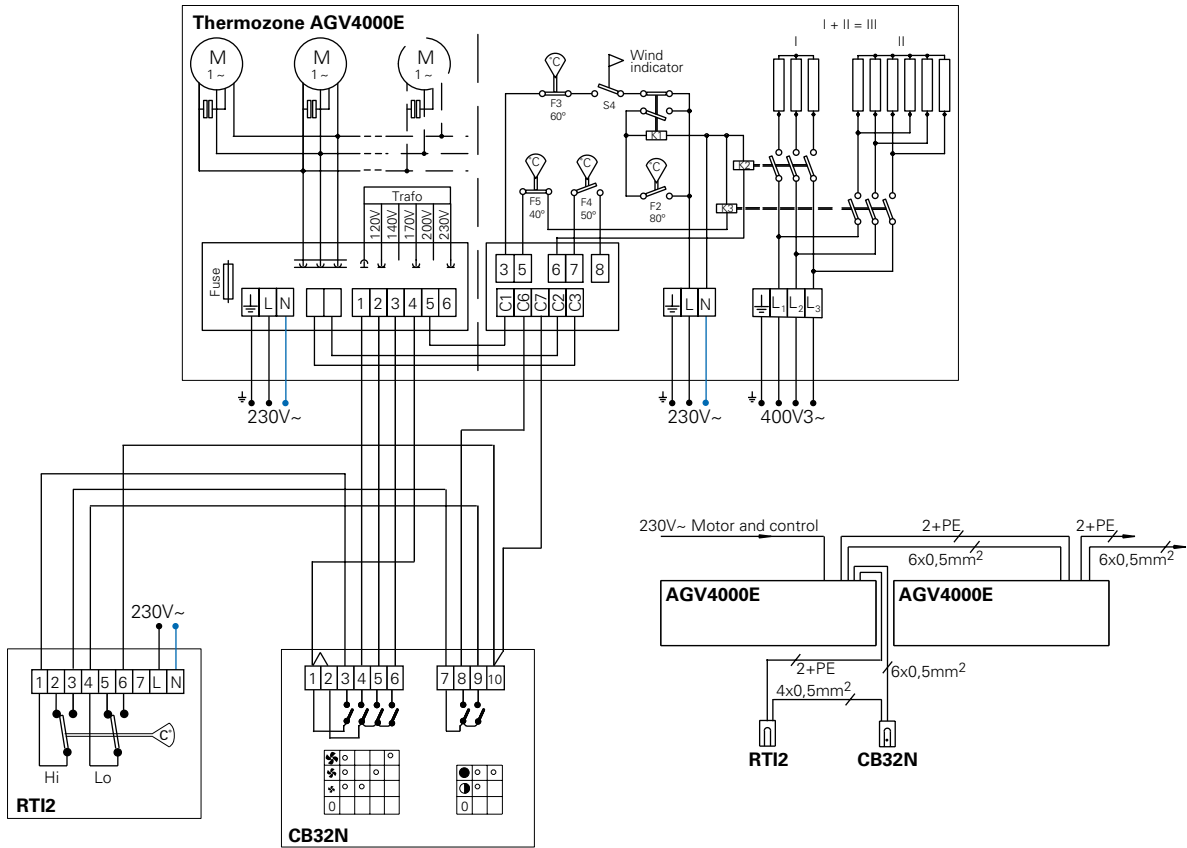 Thermozone AGV4000E
I + II = III
M 1~
M 1~
M 1~
°C
F3
60°
S4
Wind indicator
I
II
K1
K2
K3
°C
F5
40°
°C
F4
50°
°C
F2
80°
Trafo
120V 140V 170V 200V 230V
Fuse
L N
1 2 3 4 5 6
3 5 6 7 8
C1 C6 C7 C2 C3
L N
L1 L2 L3
230V~
230V~
400V3~
230V~
1 2 3 4 5 6 7 L N
C°
Hi Lo
RTI2
1 2 3 4 5 6
7 8 9 10
0
0
CB32N
230V~ Motor and control
2+PE
2+PE
6x0,5mm²
6x0,5mm²
AGV4000E
AGV4000E
2+PE
6x0,5mm²
4x0,5mm²
RTI2
CB32N